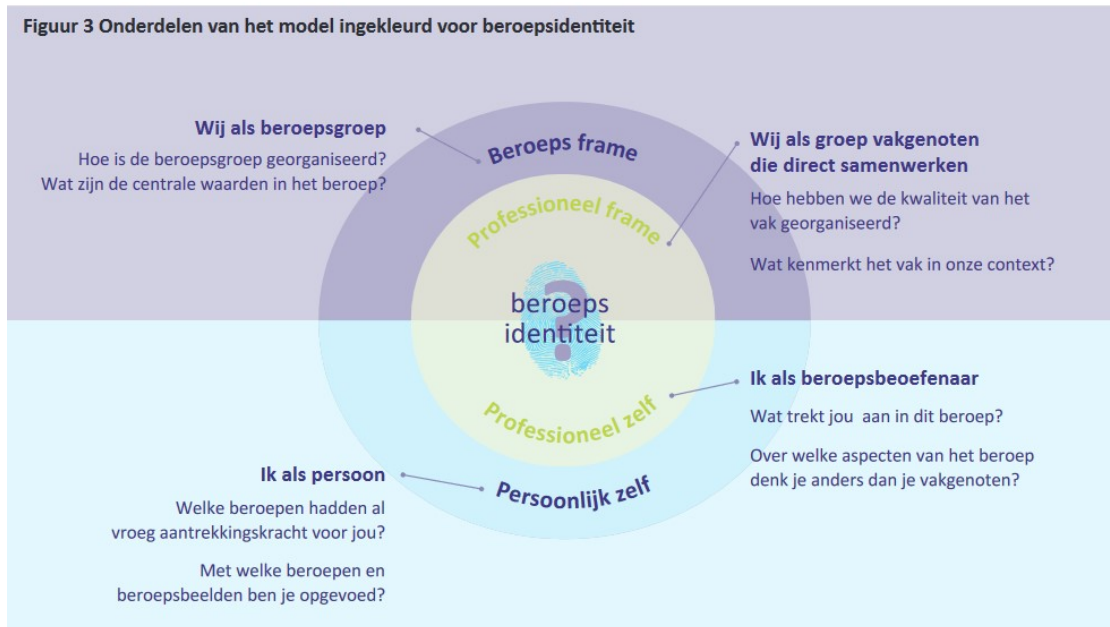 Figuur 3 Onderdelen van het model ingekleurd voor beroepsidentiteit
Wij als beroepsgroep
Hoe is de beroepsgroep georganiseerd?
Wat zijn de centrale waarden in het beroep?
Beroeps frame
Professioneel frame
Wij als groep vakgenoten
die direct samenwerken
Hoe hebben we de kwaliteit van het
vak georganiseerd?
Wat kenmerkt het vak in onze context?
?
beroeps
identiteit
Professioneel zelf
Persoonlijk zelf
Ik als persoon
Welke beroepen hadden al
vroeg aantrekkingskracht voor jou?
Met welke beroepen en
beroepsbeelden ben je opgevoed?
Ik als beroepsbeoefenaar
Wat trekt jou aan in dit beroep?
Over welke aspecten van het beroep
denk je anders dan je vakgenoten?